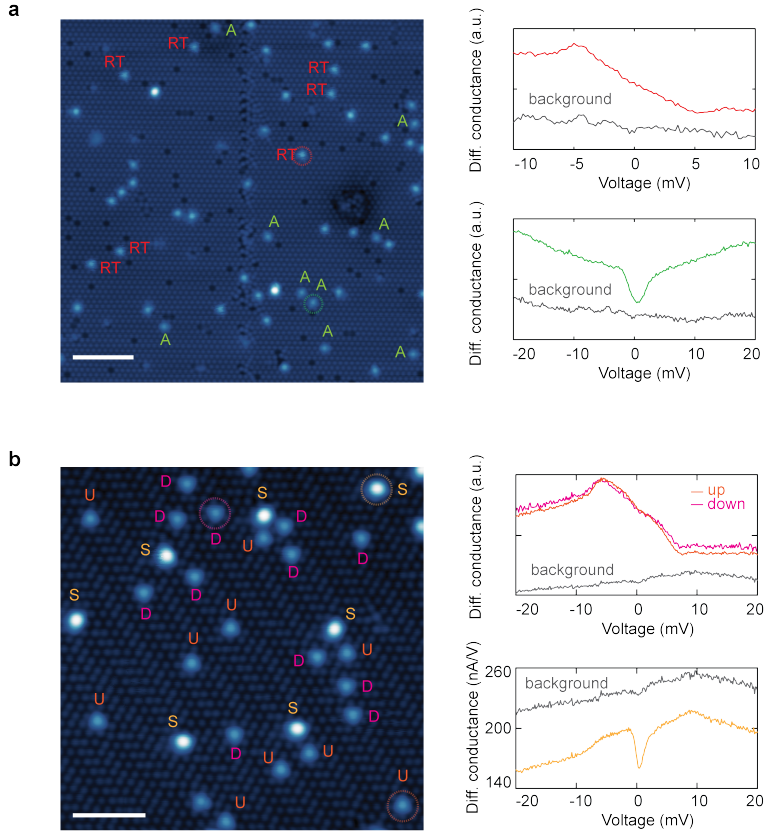 a
A
RT
RT
RT
RT
A
RT
A
A
RT
RT
A
A
A
A
A
Diff. conductance (a.u.)
background
-10 -5 0 5 10
Voltage (mV)
Diff. conductance (a.u.)
background
-20 -10 0 10 20
Voltage (mV)
b
D
U
S
S
D
D
U
D
D
S
D
S
D
U
S
D
U
U
D
U
S
S
D
D
U
U
U
U
Diff. conductance (a.u.)
up
down
background
-20 -10 0 10 20
Voltage (mV)
Diff. conductance (nA/V)
260
200
140
background
-20 -10 0 10 20
Voltage (mV)